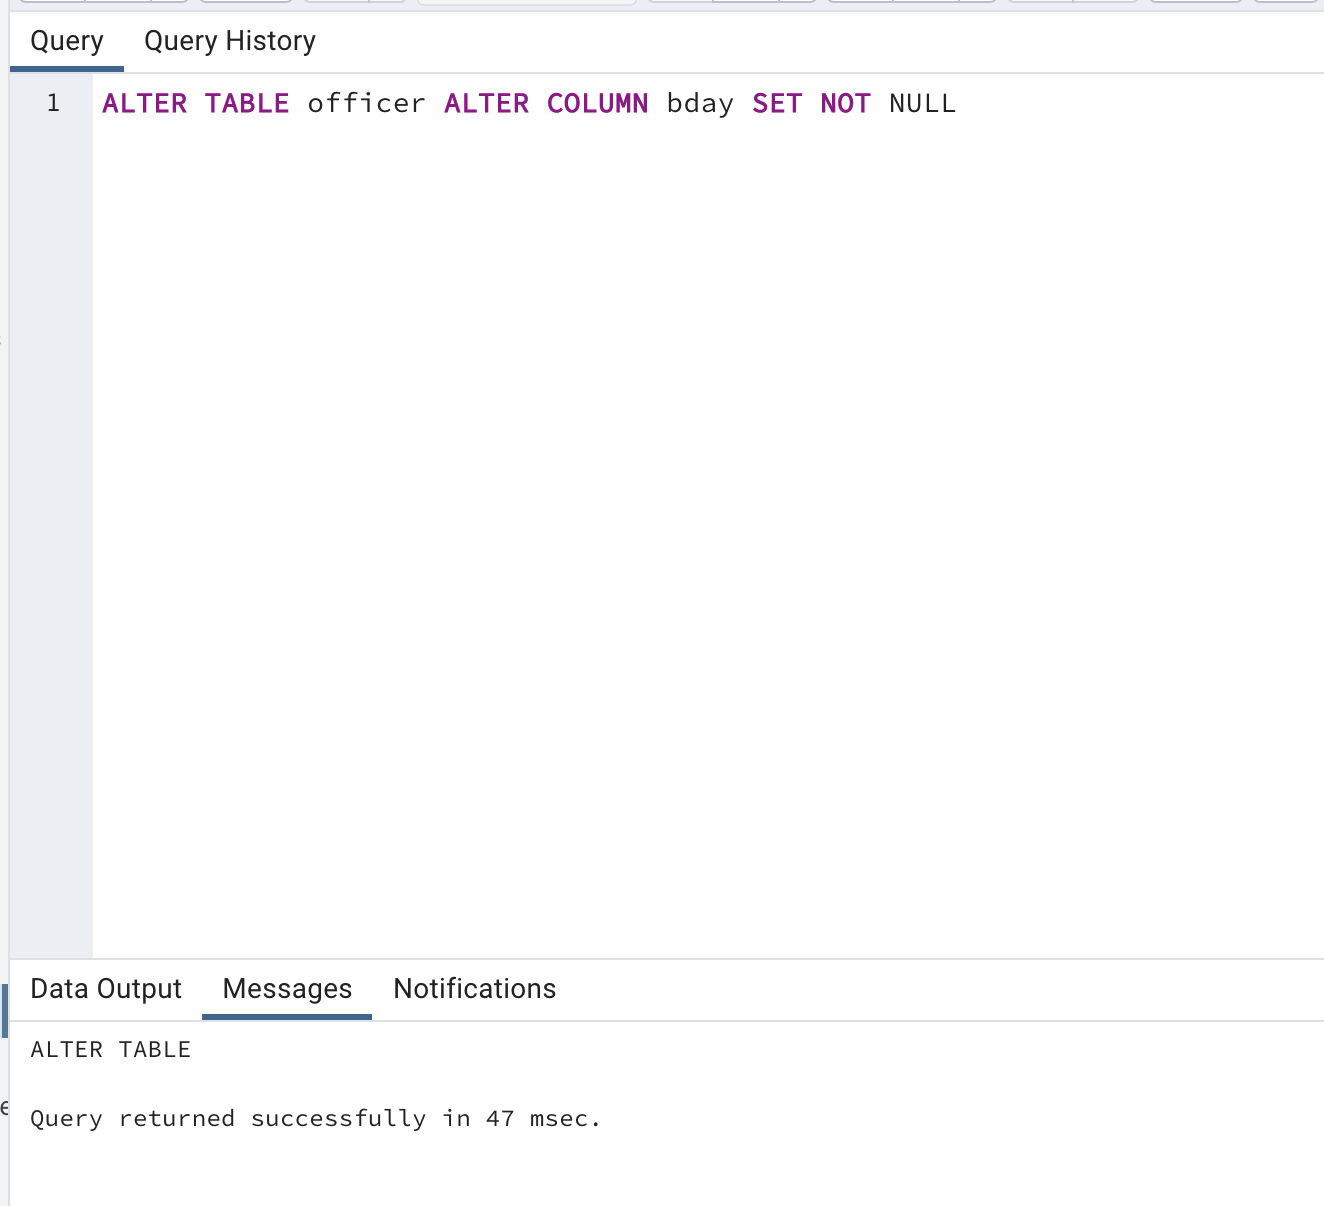 Query Query History
1 ALTER TABLE officer ALTER COLUMN bday SET NOT NULL
Data Output Messages Notifications
ALTER TABLE
Query returned successfully in 47 msec.